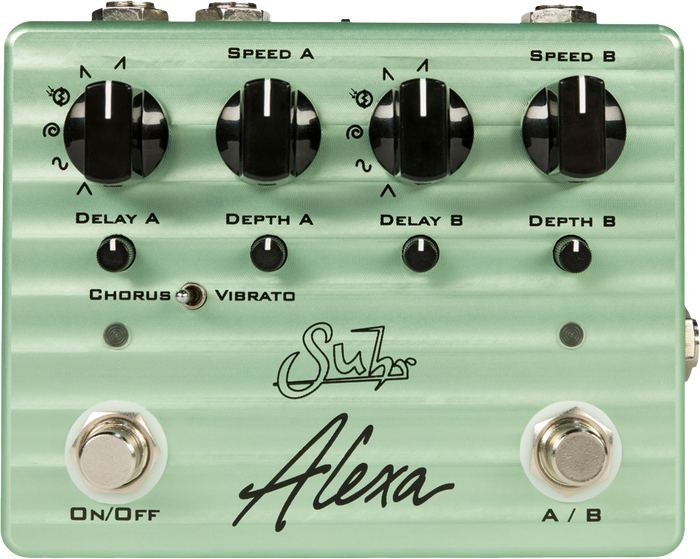 SPEED A
SPEED B
DELAY A
DEPTH A
DELAY B
DEPTH B
CHORUS
VIBRATO
Suhr
Alexa
ON/OFF
A / B